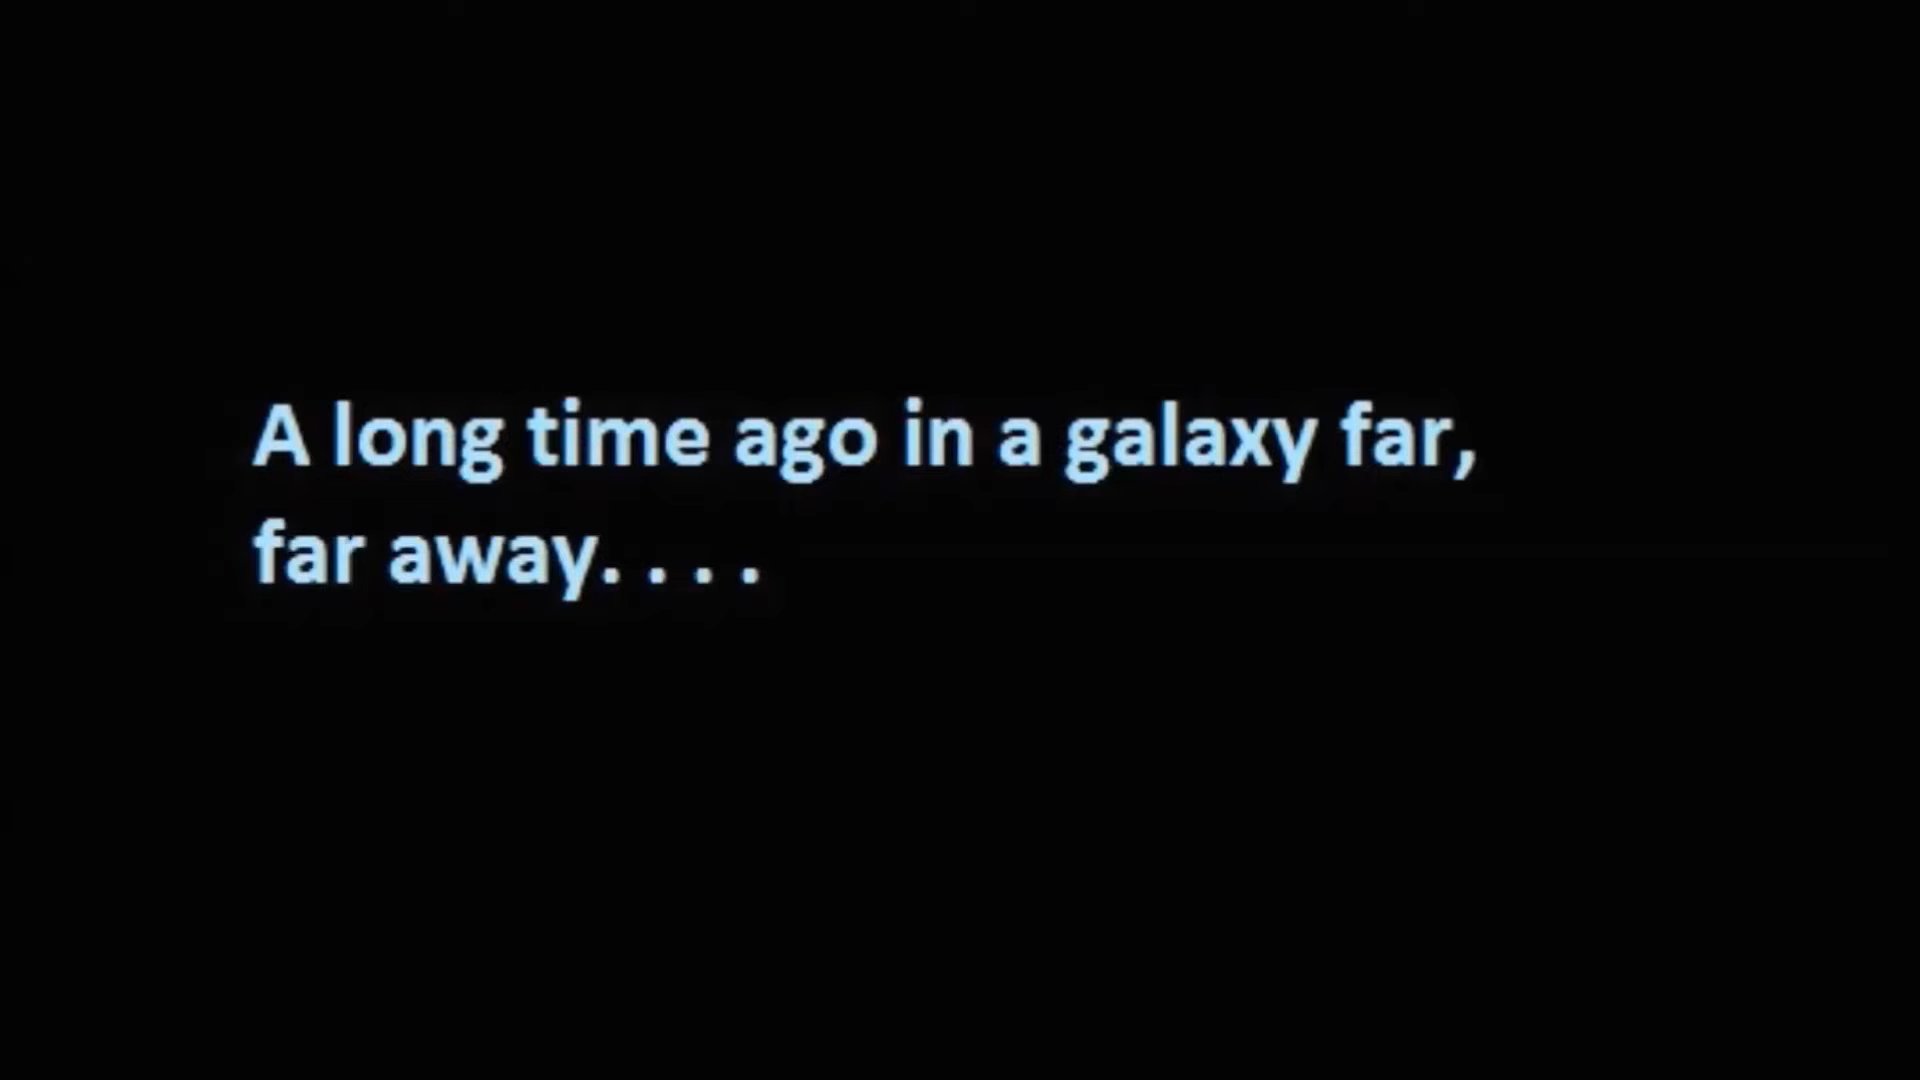 A long time ago in a galaxy far,
far away. . . .